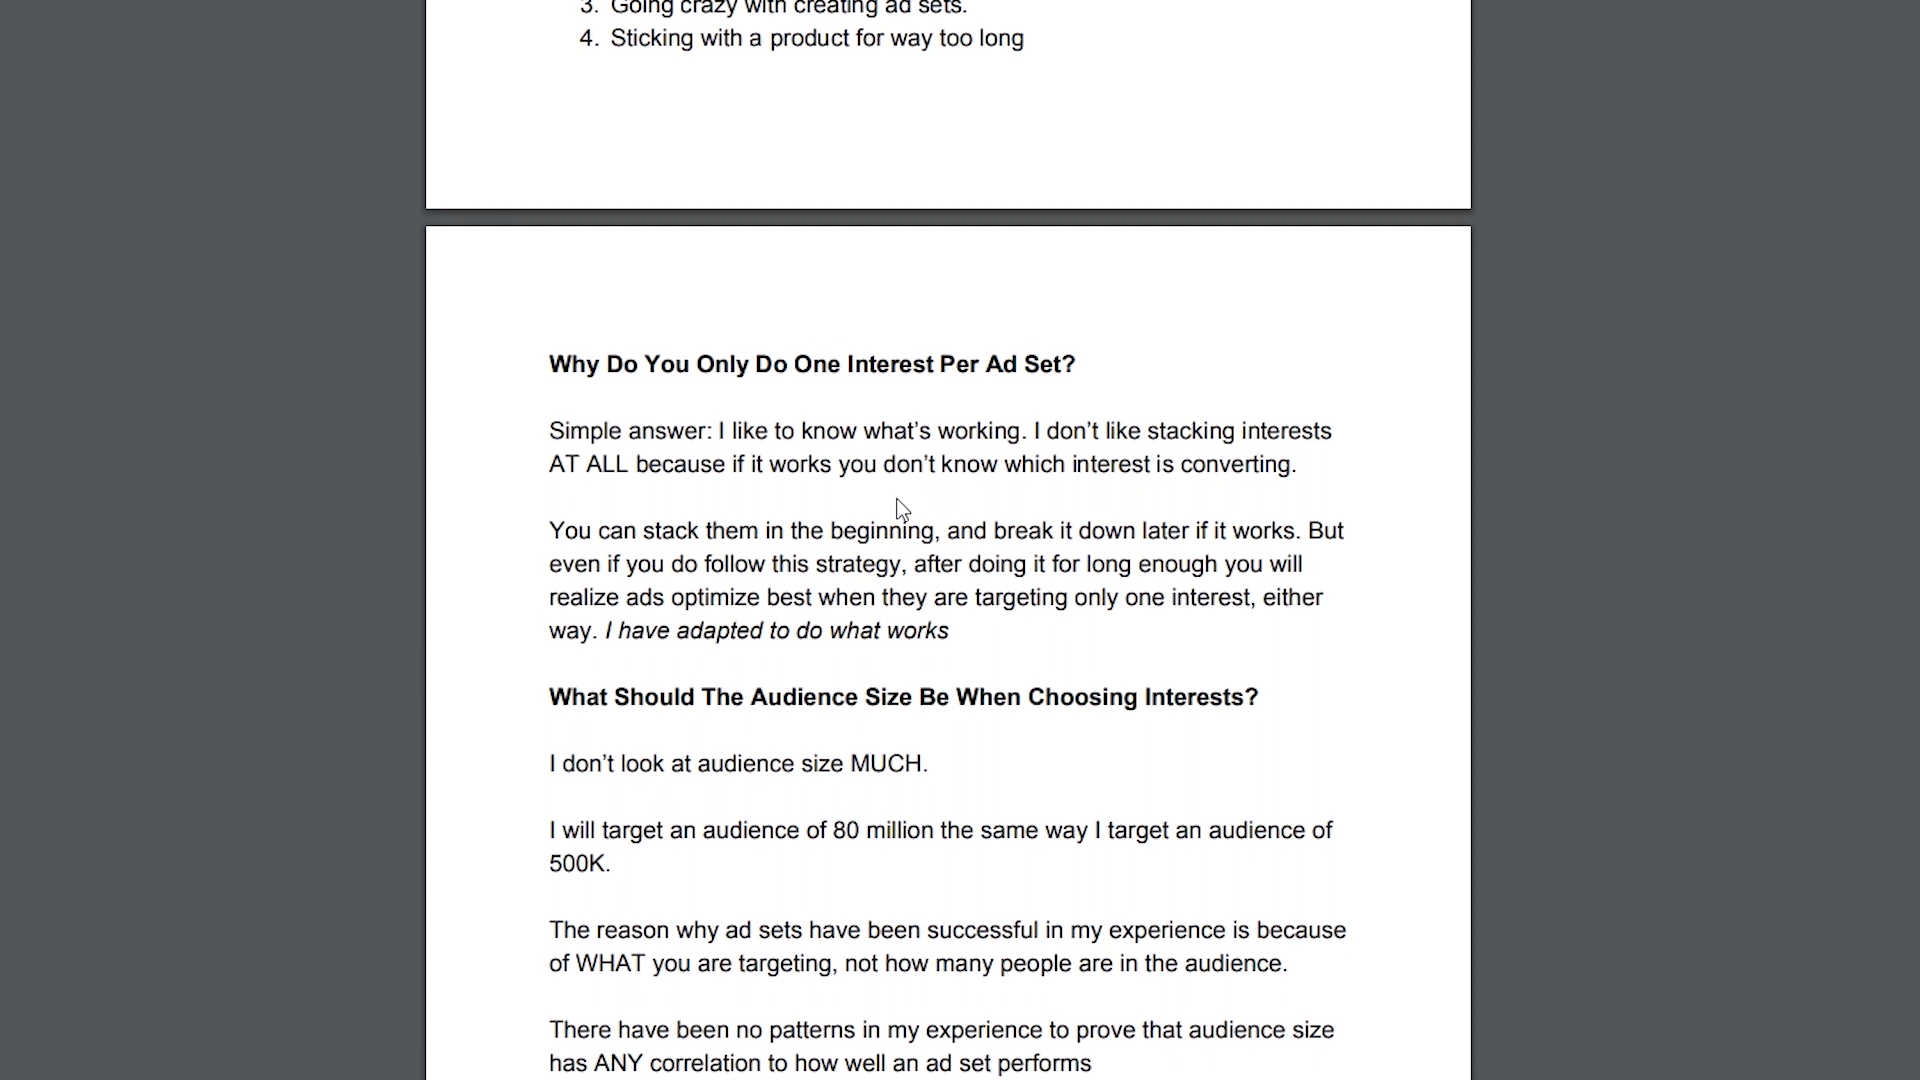 3. Going crazy with creating ad sets.
4. Sticking with a product for way too long
Why Do You Only Do One Interest Per Ad Set?
Simple answer: I like to know what’s working. I don’t like stacking interests
AT ALL because if it works you don’t know which interest is converting.
You can stack them in the beginning, and break it down later if it works. But
even if you do follow this strategy, after doing it for long enough you will
realize ads optimize best when they are targeting only one interest, either
way. I have adapted to do what works
What Should The Audience Size Be When Choosing Interests?
I don’t look at audience size MUCH.
I will target an audience of 80 million the same way I target an audience of
500K.
The reason why ad sets have been successful in my experience is because
of WHAT you are targeting, not how many people are in the audience.
There have been no patterns in my experience to prove that audience size
has ANY correlation to how well an ad set performs